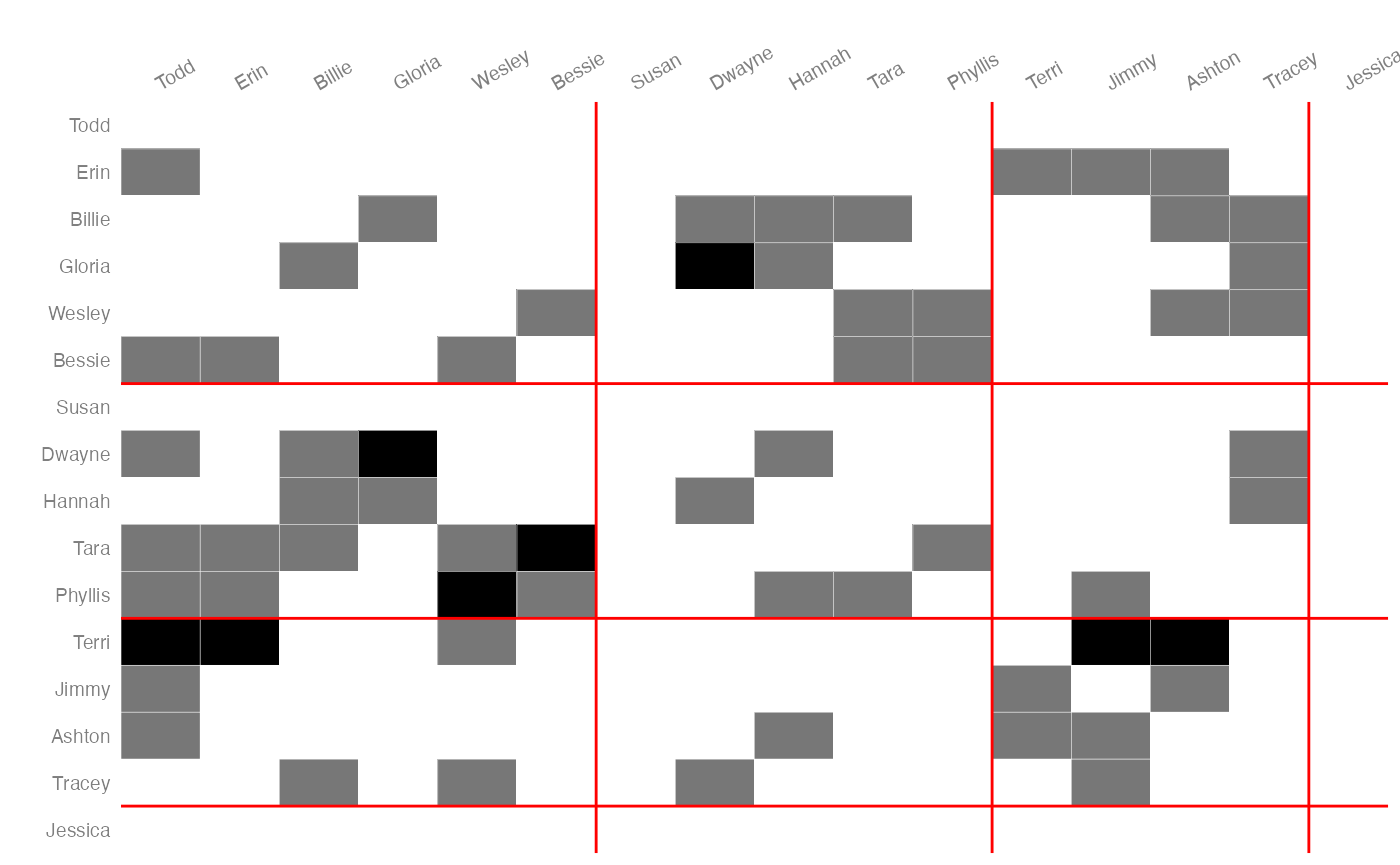 Todd Erin Billie Gloria Wesley Bessie Susan Dwayne Hannah Tara Phyllis Terri Jimmy Ashton Tracey Jessica
Todd
Erin
Billie
Gloria
Wesley
Bessie
Susan
Dwayne
Hannah
Tara
Phyllis
Terri
Jimmy
Ashton
Tracey
Jessica